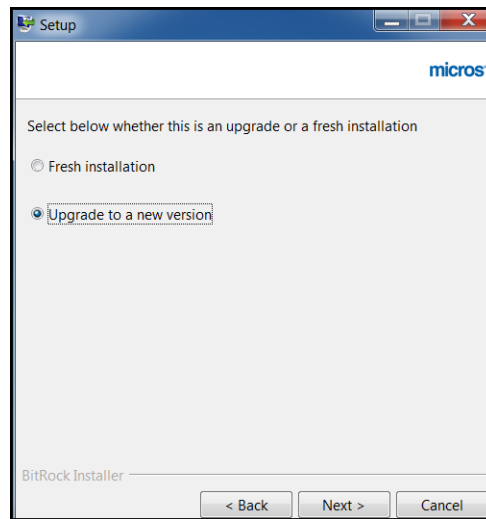 Setup
micros
Select below whether this is an upgrade or a fresh installation
Fresh installation
Upgrade to a new version
BitRock Installer
< Back
Next >
Cancel